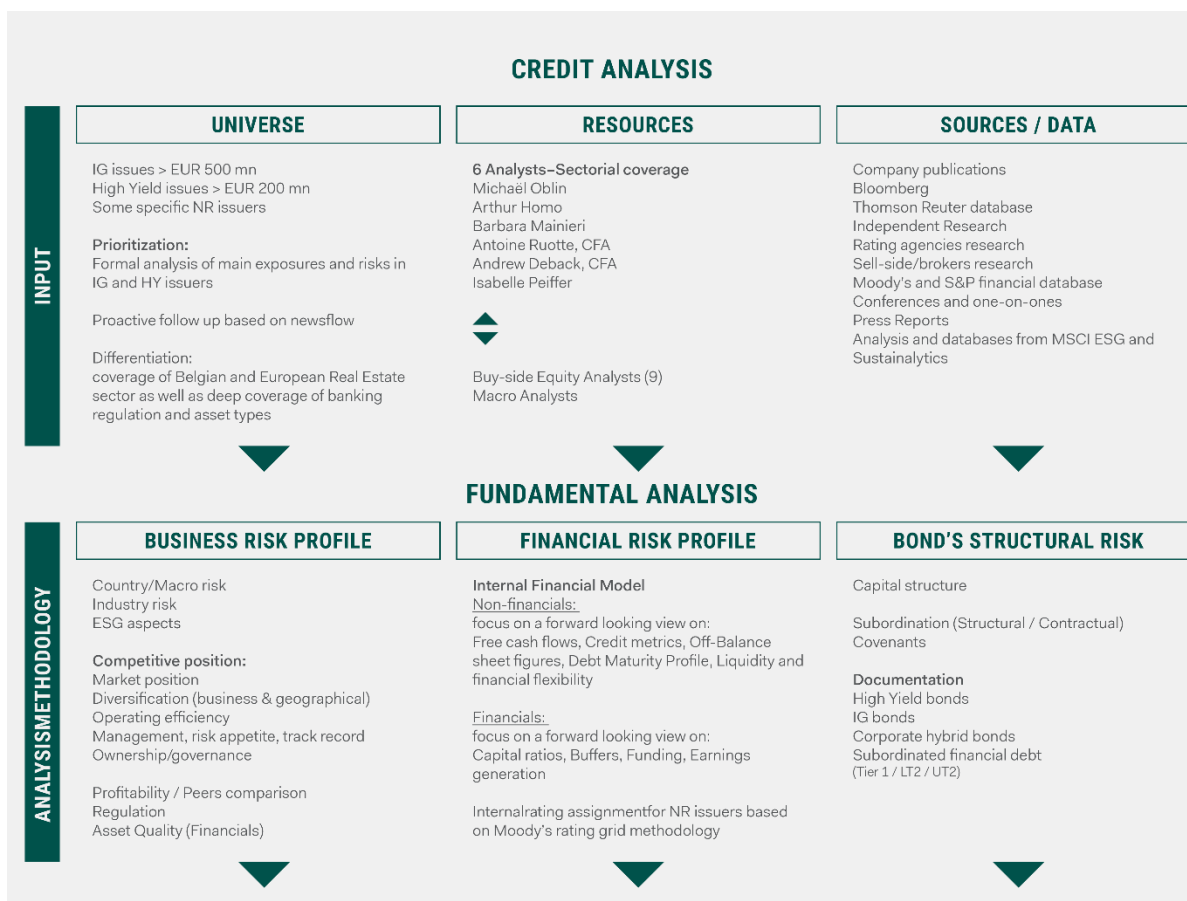 CREDIT ANALYSIS
INPUT
UNIVERSE
IG issues > EUR 500 mn
High Yield issues > EUR 200 mn
Some specific NR issuers
Prioritization:
Formal analysis of main exposures and risks in
IG and HY issuers
Proactive follow up based on newsflow
Differentiation:
coverage of Belgian and European Real Estate
sector as well as deep coverage of banking
regulation and asset types
RESOURCES
6 Analysts–Sectorial coverage
Michaël Oblin
Arthur Homo
Barbara Mainieri
Antoine Ruotte, CFA
Andrew Deback, CFA
Isabelle Peiffer
Buy-side Equity Analysts (9)
Macro Analysts
SOURCES / DATA
Company publications
Bloomberg
Thomson Reuter database
Independent Research
Rating agencies research
Sell-side/brokers research
Moody's and S&P financial database
Conferences and one-on-ones
Press Reports
Analysis and databases from MSCI ESG and
Sustainalytics
FUNDAMENTAL ANALYSIS
ANALYSISMETHODOLOGY
BUSINESS RISK PROFILE
Country/Macro risk
Industry risk
ESG aspects
Competitive position:
Market position
Diversification (business & geographical)
Operating efficiency
Management, risk appetite, track record
Ownership/governance
Profitability / Peers comparison
Regulation
Asset Quality (Financials)
FINANCIAL RISK PROFILE
Internal Financial Model
Non-financials:
focus on a forward looking view on:
Free cash flows, Credit metrics, Off-Balance
sheet figures, Debt Maturity Profile, Liquidity and
financial flexibility
Financials:
focus on a forward looking view on:
Capital ratios, Buffers, Funding, Earnings
generation
Internalrating assignmentfor NR issuers based
on Moody's rating grid methodology
BOND'S STRUCTURAL RISK
Capital structure
Subordination (Structural / Contractual)
Covenants
Documentation
High Yield bonds
IG bonds
Corporate hybrid bonds
Subordinated financial debt
(Tier 1 / LT2 / UT2)